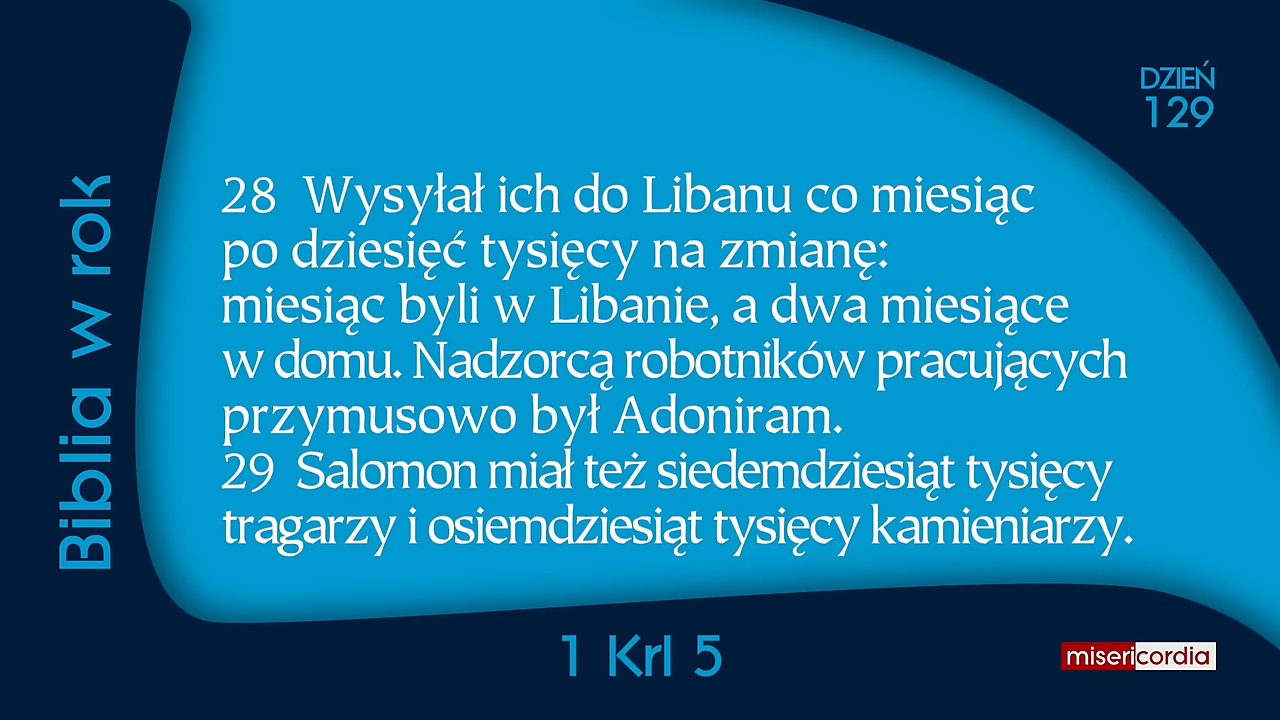 DZIEŃ
129
Biblia w rok
28 Wysyłał ich do Libanu co miesiąc
po dziesięć tysięcy na zmianę:
miesiąc byli w Libanie, a dwa miesiące
w domu. Nadzorcą robotników pracujących
przymusowo był Adoniram.
29 Salomon miał też siedemdziesiąt tysięcy
tragarzy i osiemdziesiąt tysięcy kamieniarzy.
1 Krl 5
misericordia